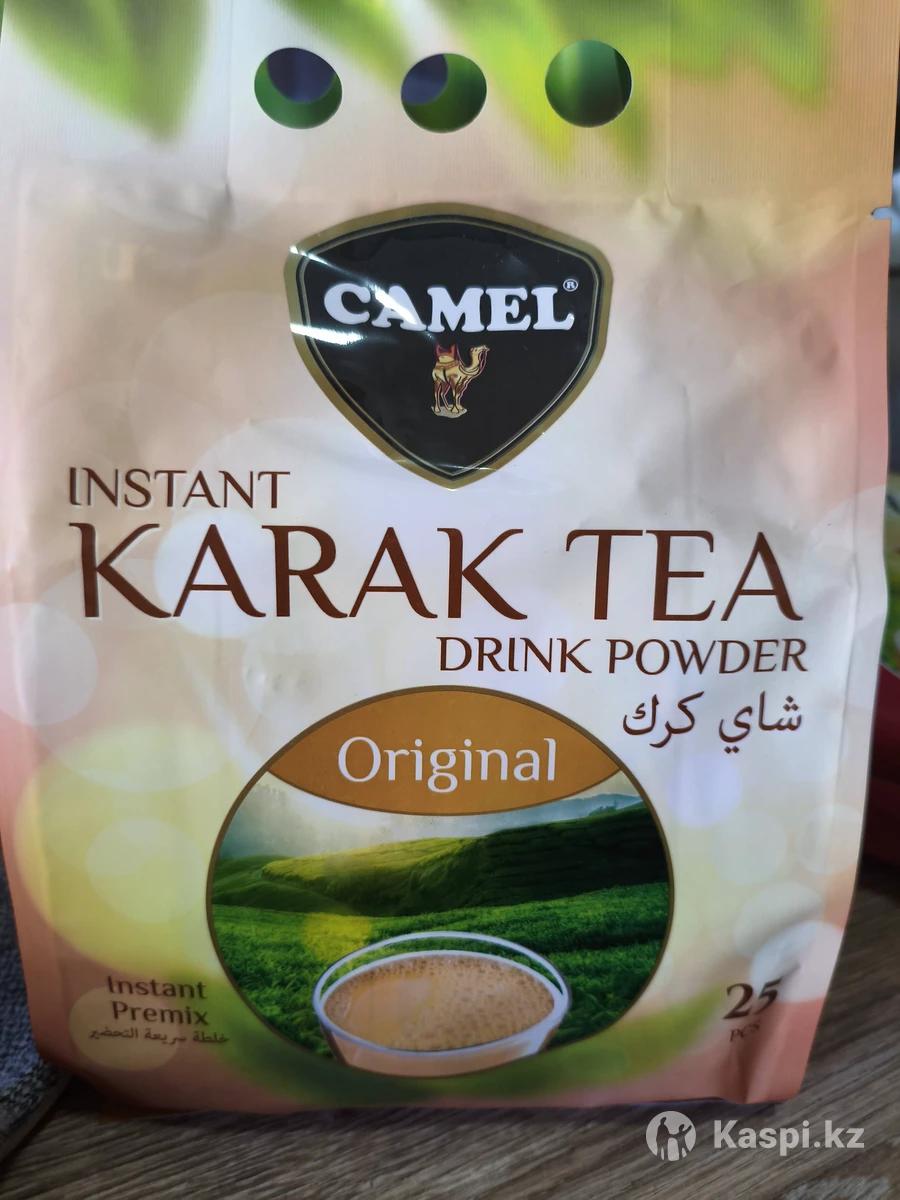 CAMEL®
INSTANT
KARAK TEA
DRINK POWDER
شاي كرك
Original
Instant
Premix
خلطة سريعة التحضير
25
PCS
Kaspi.kz